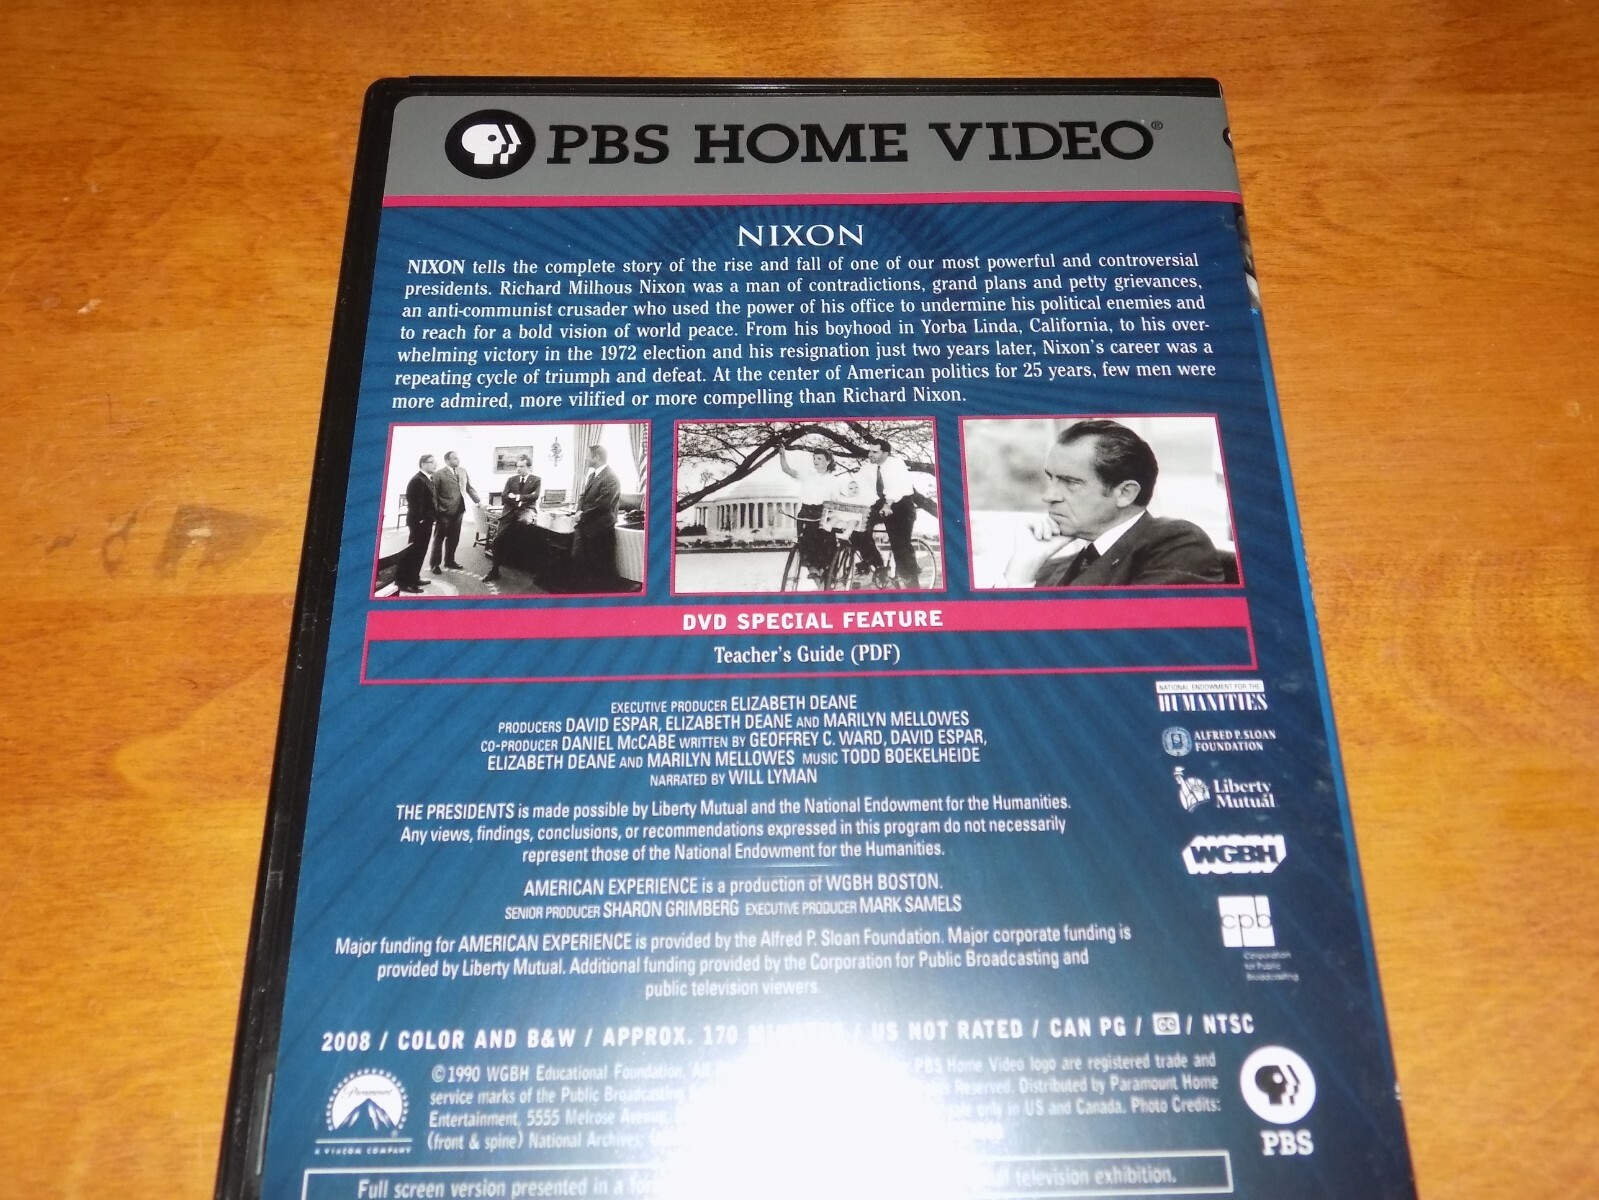 PBS HOME VIDEO®
NIXON
NIXON tells the complete story of the rise and fall of one of our most powerful and controversial
presidents. Richard Milhous Nixon was a man of contradictions, grand plans and petty grievances,
an anti-communist crusader who used the power of his office to undermine his political enemies and
to reach for a bold vision of world peace. From his boyhood in Yorba Linda, California, to his over-
whelming victory in the 1972 election and his resignation just two years later, Nixon's career was a
repeating cycle of triumph and defeat. At the center of American politics for 25 years, few men were
more admired, more vilified or more compelling than Richard Nixon.
DVD SPECIAL FEATURE
Teacher's Guide (PDF)
EXECUTIVE PRODUCER ELIZABETH DEANE
PRODUCERS DAVID ESPAR, ELIZABETH DEANE AND MARILYN MELLOWES
CO-PRODUCER DANIEL McCABE WRITTEN BY GEOFFREY C. WARD, DAVID ESPAR,
ELIZABETH DEANE AND MARILYN MELLOWES MUSIC TODD BOEKELHEIDE
NARRATED BY WILL LYMAN
THE PRESIDENTS is made possible by Liberty Mutual and the National Endowment for the Humanities.
Any views, findings, conclusions, or recommendations expressed in this program do not necessarily
represent those of the National Endowment for the Humanities.
AMERICAN EXPERIENCE is a production of WGBH BOSTON.
SENIOR PRODUCER SHARON GRIMBERG EXECUTIVE PRODUCER MARK SAMELS
Major funding for AMERICAN EXPERIENCE is provided by the Alfred P. Sloan Foundation. Major corporate funding is
provided by Liberty Mutual. Additional funding provided by the Corporation for Public Broadcasting and
public television viewers
NATIONAL ENDOWMENT FOR THE
HUMANITIES
ALFRED P. SLOAN
FOUNDATION
Liberty
Mutual
WGBH
cpb
Corporation
for Public
Broadcasting
2008 / COLOR AND B&W / APPROX. 170 MINUTES / US NOT RATED / CAN PG / CC / NTSC
©1990 WGBH Educational Foundation. All PBS Home Video logo are registered trade and
service marks of the Public Broadcasting Reserved. Distributed by Paramount Home
Entertainment, 5555 Melrose Avenue, only in US and Canada. Photo Credits:
(front & spine) National Archives;
Paramount
A VIACOM COMPANY
PBS
Full screen version presented in a television exhibition.